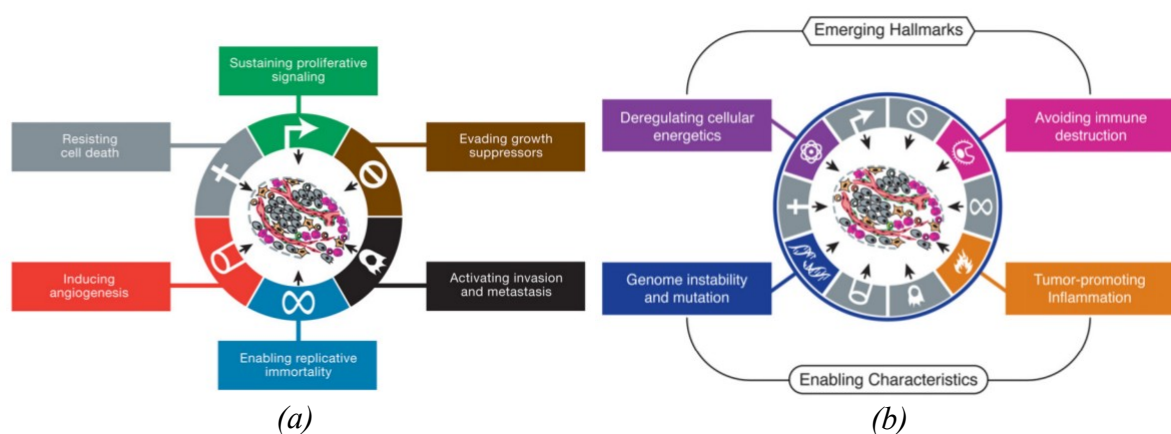 Sustaining proliferative
signaling
Resisting
cell death
Evading growth
suppressors
Inducing
angiogenesis
Activating invasion
and metastasis
Enabling replicative
immortality
(a)
Emerging Hallmarks
Deregulating cellular
energetics
Avoiding immune
destruction
Genome instability
and mutation
Tumor-promoting
Inflammation
Enabling Characteristics
(b)